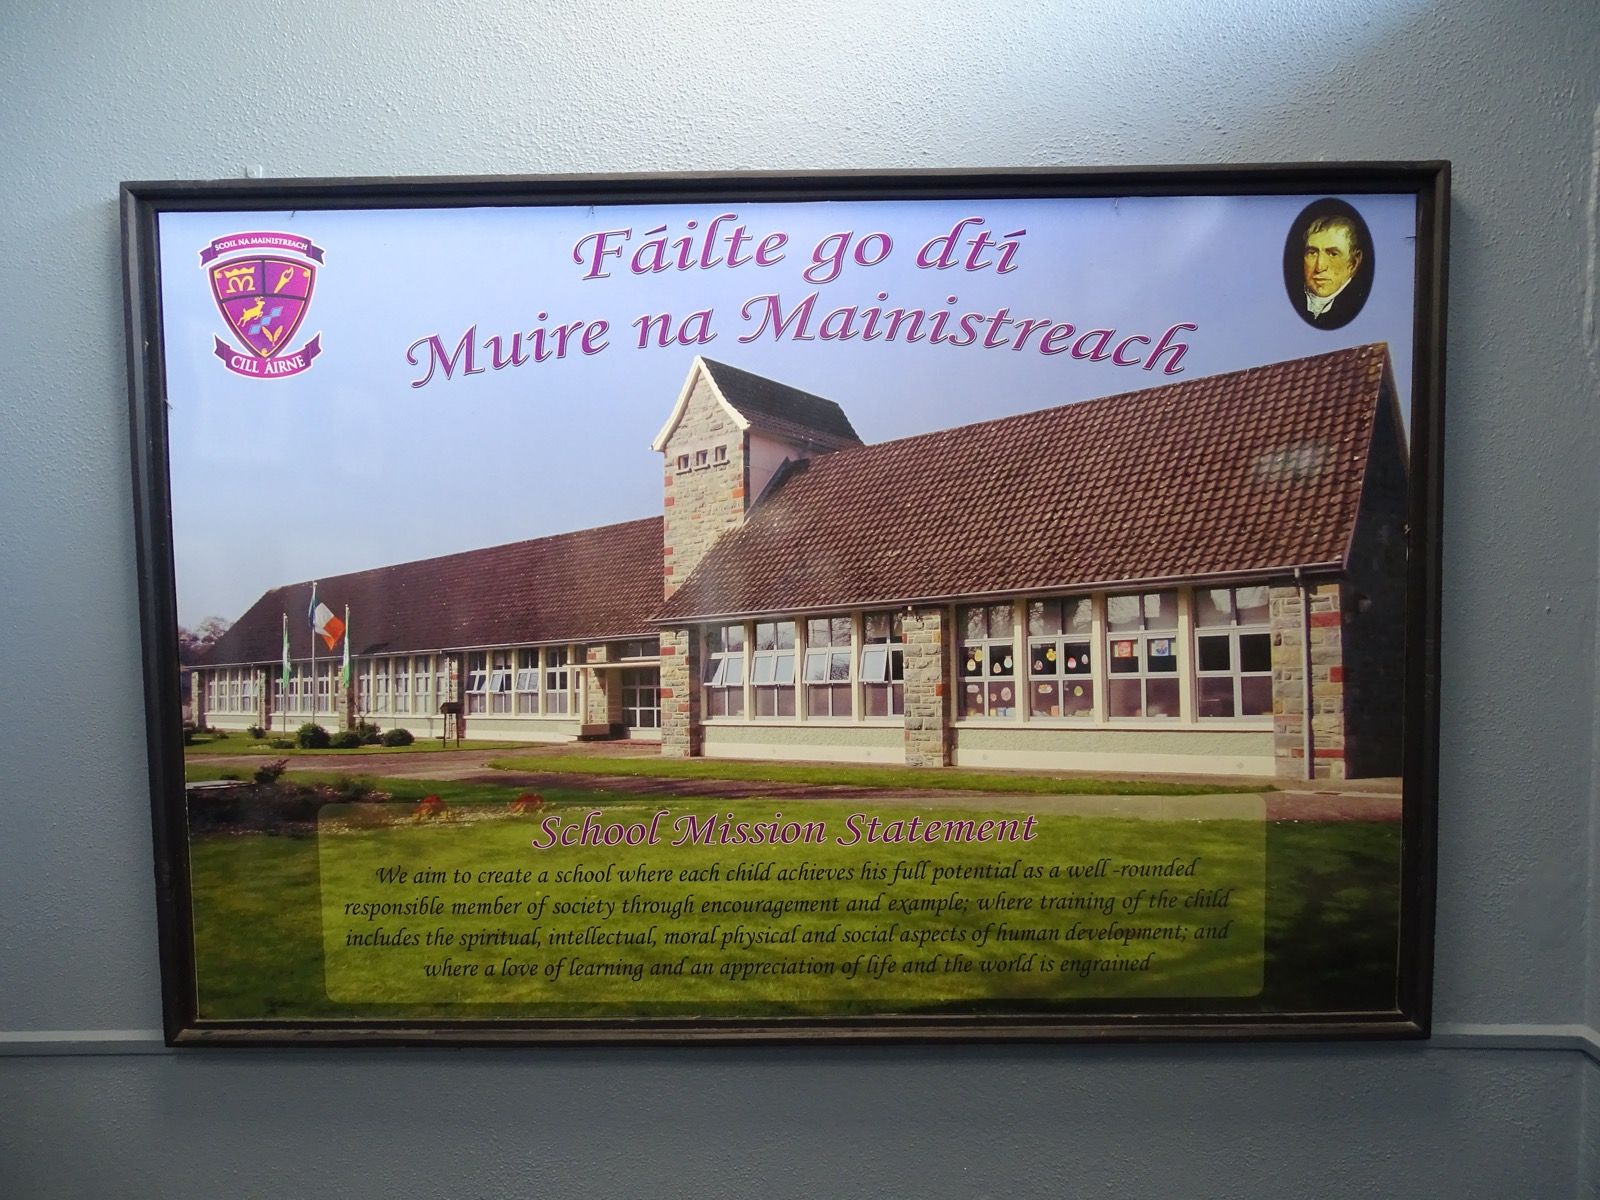 SCOIL NA MAINISTREACH
CILL ÁIRNE
Fáilte go dtí
Muire na Mainistreach
School Mission Statement
We aim to create a school where each child achieves his full potential as a well -rounded
responsible member of society through encouragement and example; where training of the child
includes the spiritual, intellectual, moral physical and social aspects of human development; and
where a love of learning and an appreciation of life and the world is engrained